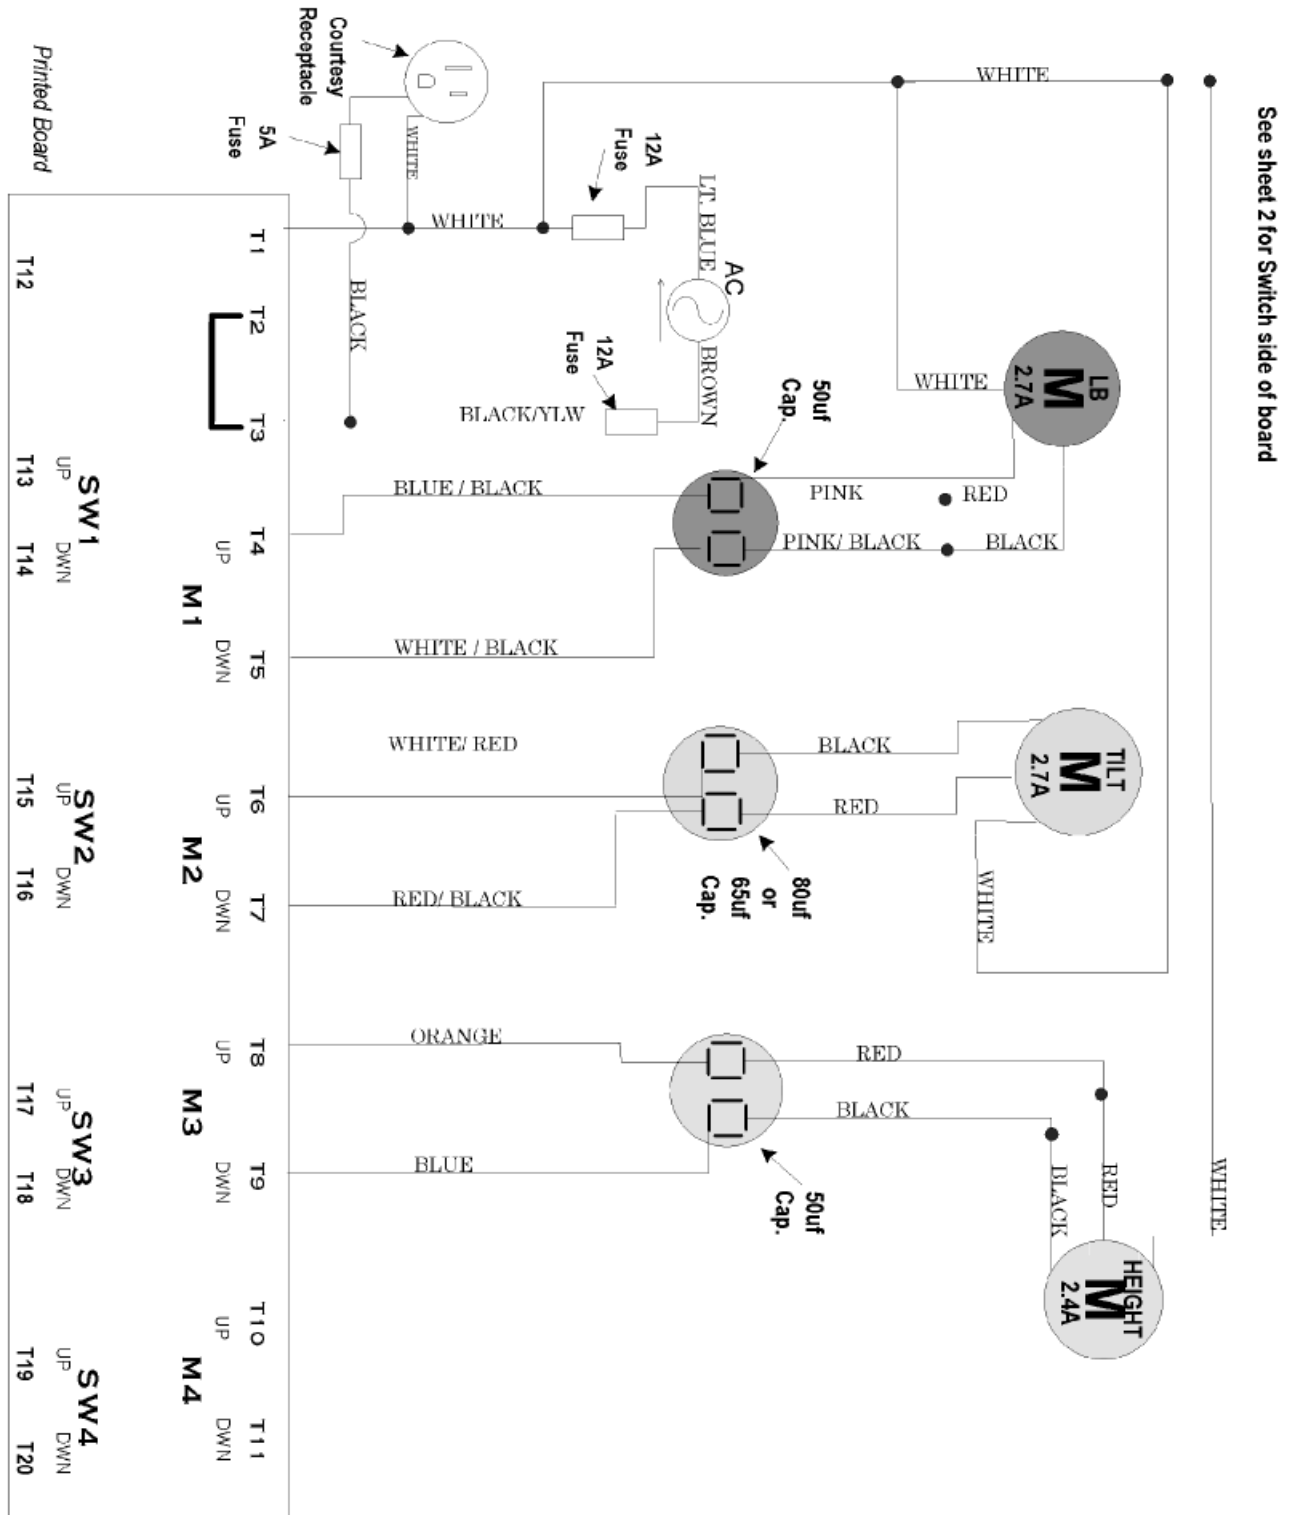 See sheet 2 for Switch side of board
WHITE
Courtesy
Receptacle
Printed Board
5A
Fuse
WHITE
12A
Fuse
LT. BLUE
WHITE
AC
BROWN
BLACK
12A
Fuse
BLACK/YLW
50uf
Cap.
WHITE
LB
M
2.7A
T1
T12
T2
T3
PINK
RED
BLUE / BLACK
PINK/ BLACK
BLACK
WHITE / BLACK
T13
UP
SW1
DWN
T14
T4
UP
M1
DWN
T5
WHITE/ RED
BLACK
TILT
M
2.7A
RED
WHITE
80uf
or
65uf
Cap.
RED/ BLACK
T15
UP
SW2
DWN
T16
T6
UP
M2
DWN
T7
ORANGE
RED
BLACK
BLUE
50uf
Cap.
BLACK
RED
WHITE
HEIGHT
M
2.4A
T8
UP
M3
DWN
T9
T17
UP
SW3
DWN
T18
T10
UP
M4
DWN
T11
T19
UP
SW4
DWN
T20